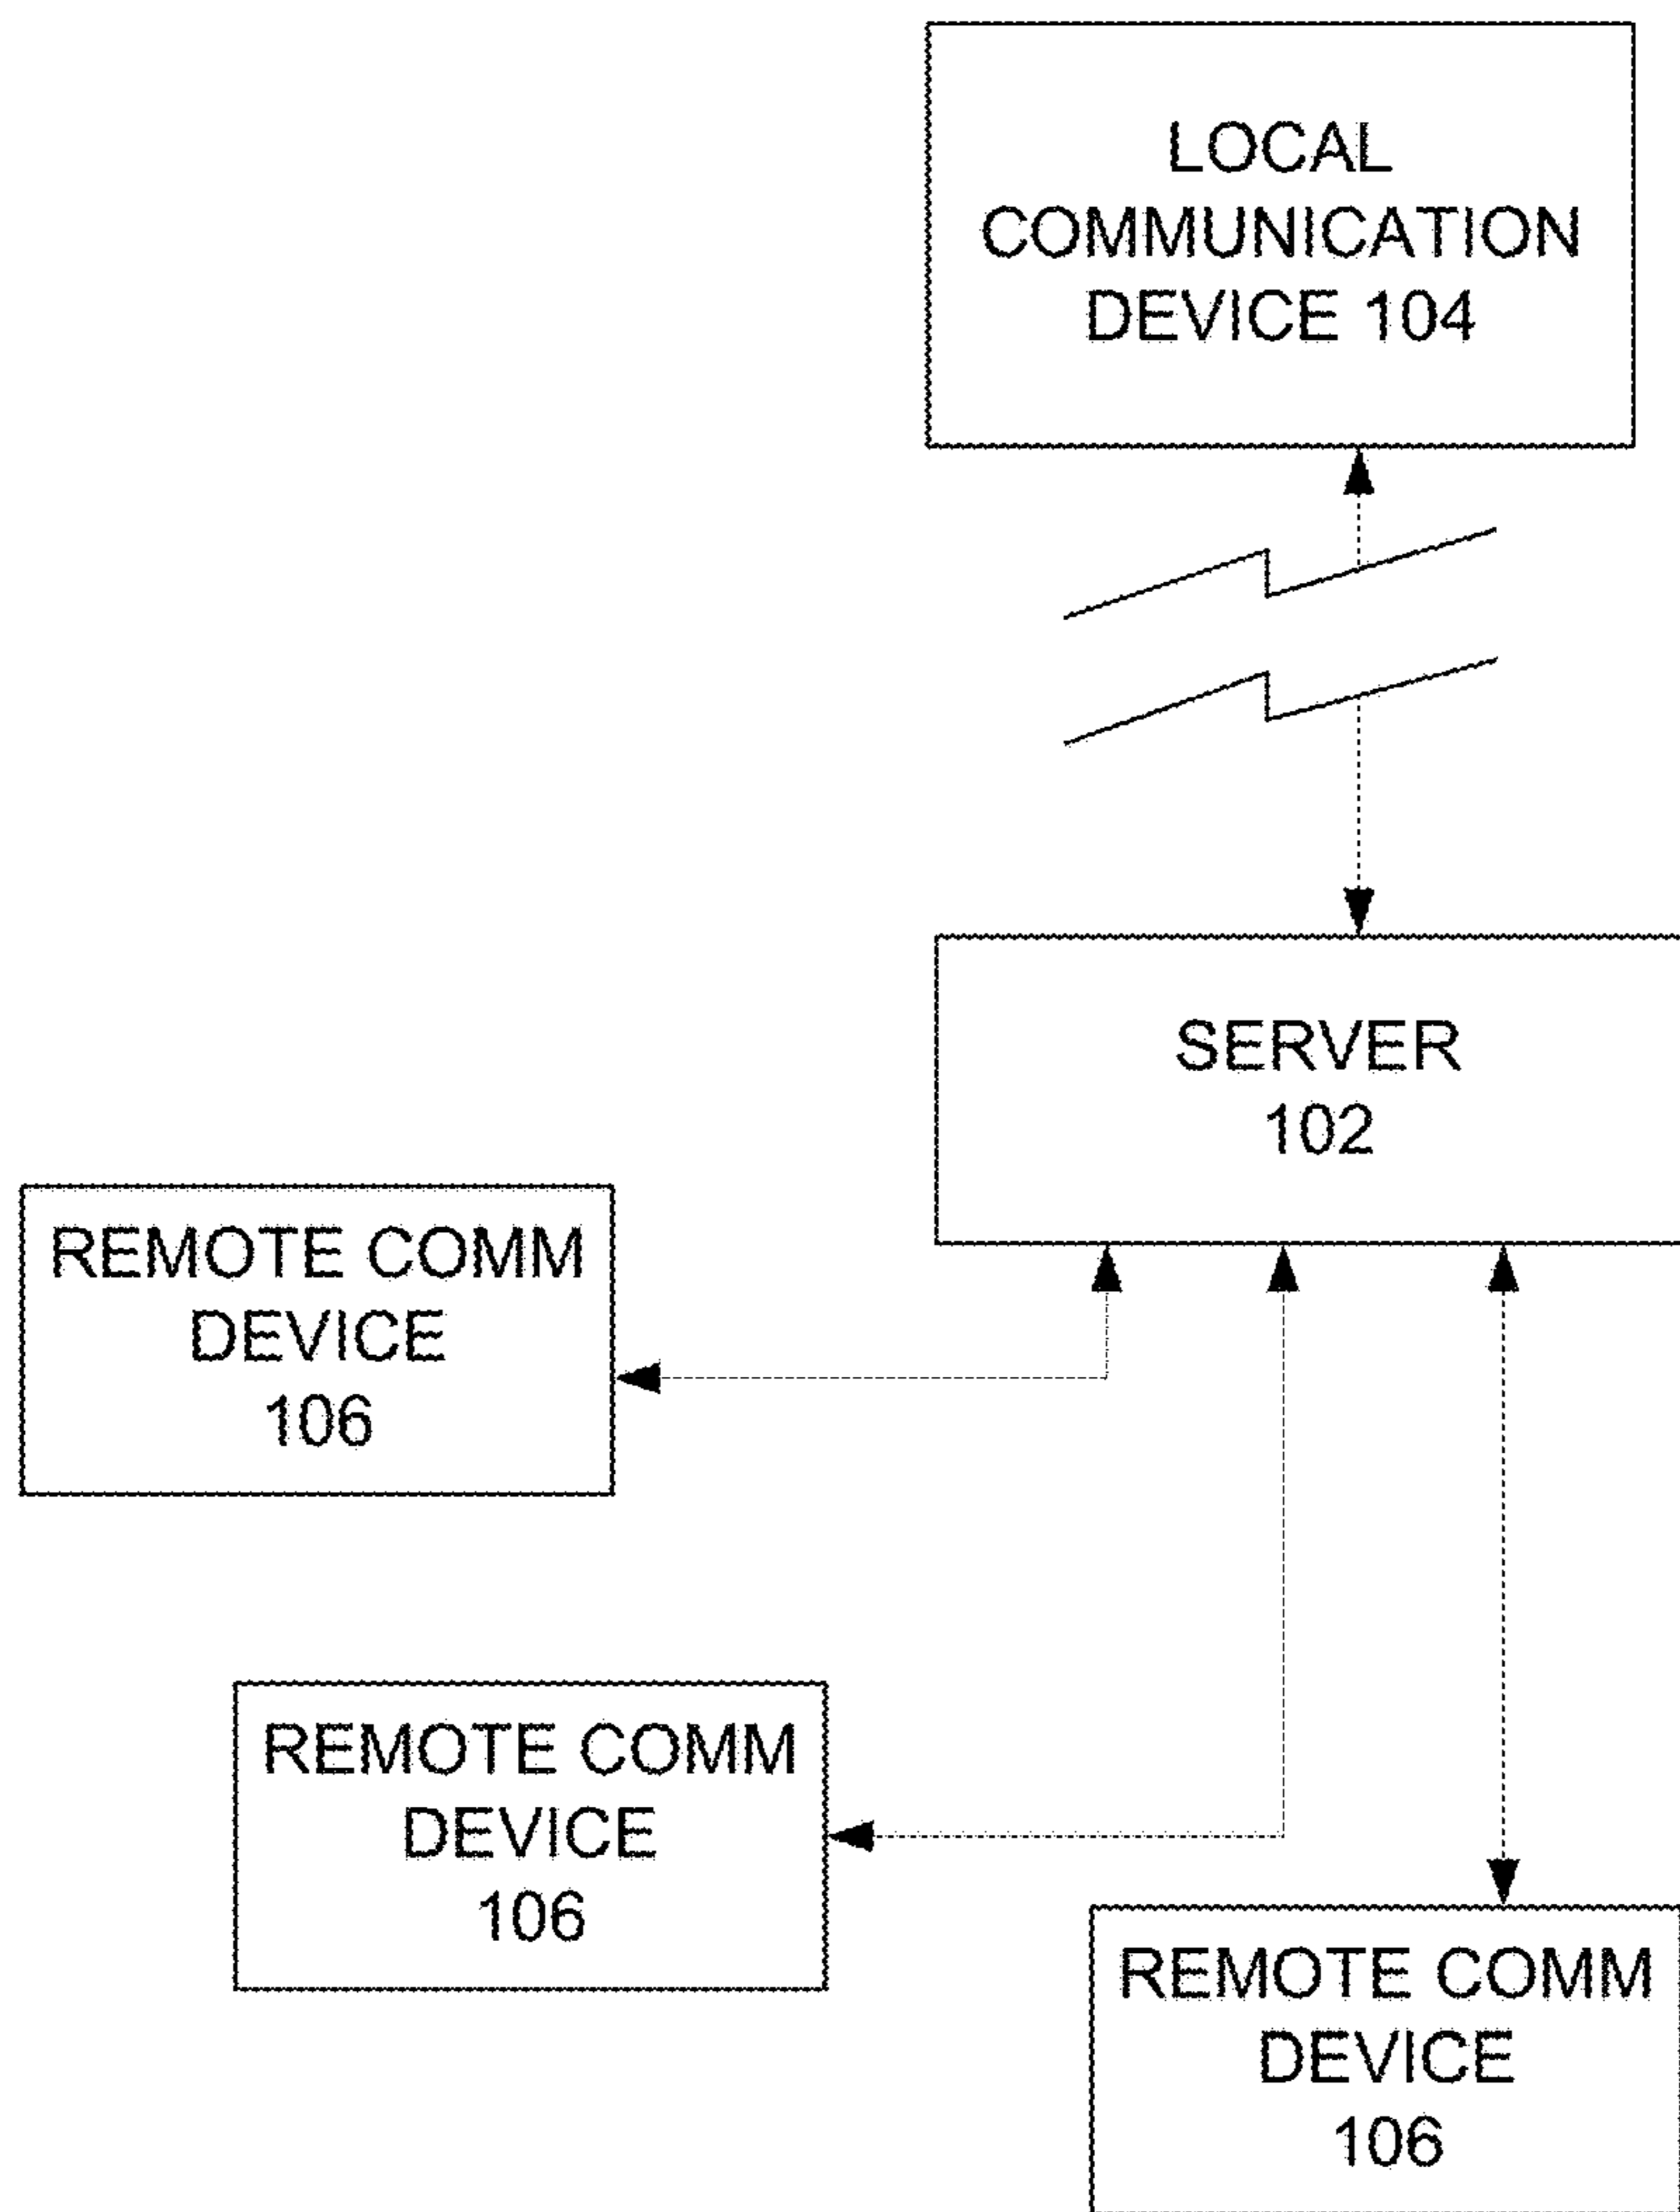 LOCAL
COMMUNICATION
DEVICE 104
SERVER
102
REMOTE COMM
DEVICE
106
REMOTE COMM
DEVICE
106
REMOTE COMM
DEVICE
106